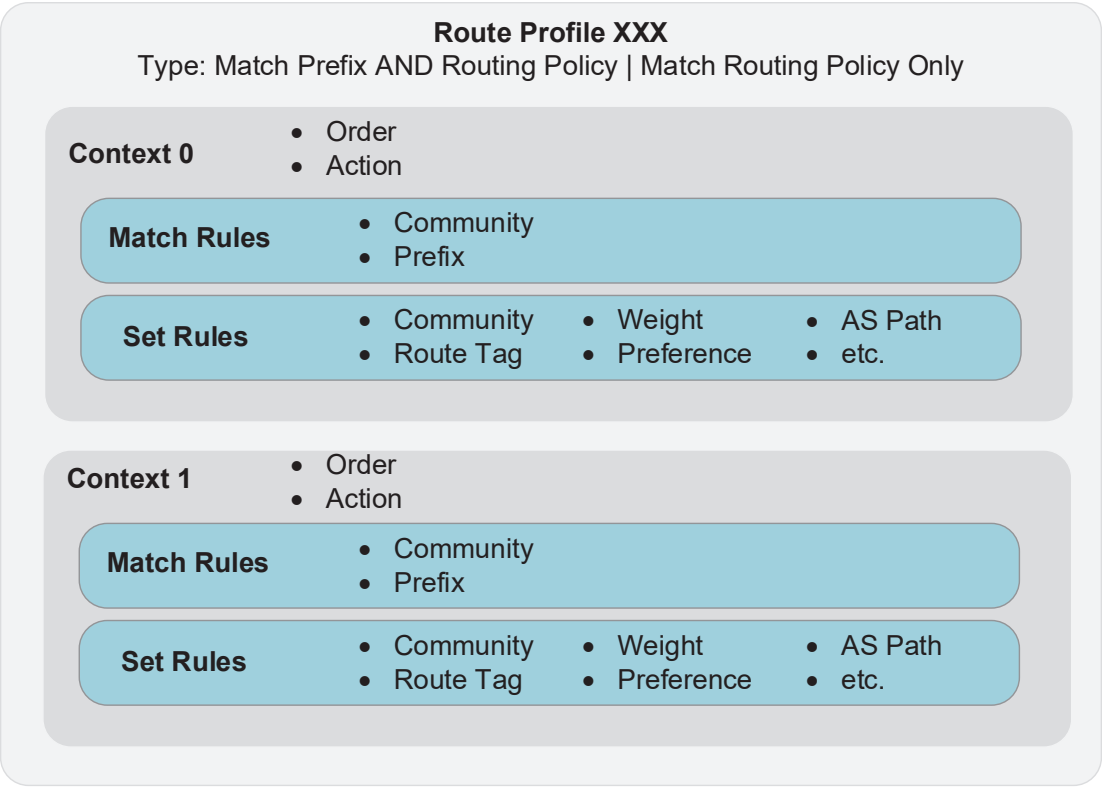 Route Profile XXX
Type: Match Prefix AND Routing Policy | Match Routing Policy Only
Context 0
• Order
• Action
Match Rules
• Community
• Prefix
Set Rules
• Community • Weight • AS Path
• Route Tag • Preference • etc.
Context 1
• Order
• Action
Match Rules
• Community
• Prefix
Set Rules
• Community • Weight • AS Path
• Route Tag • Preference • etc.